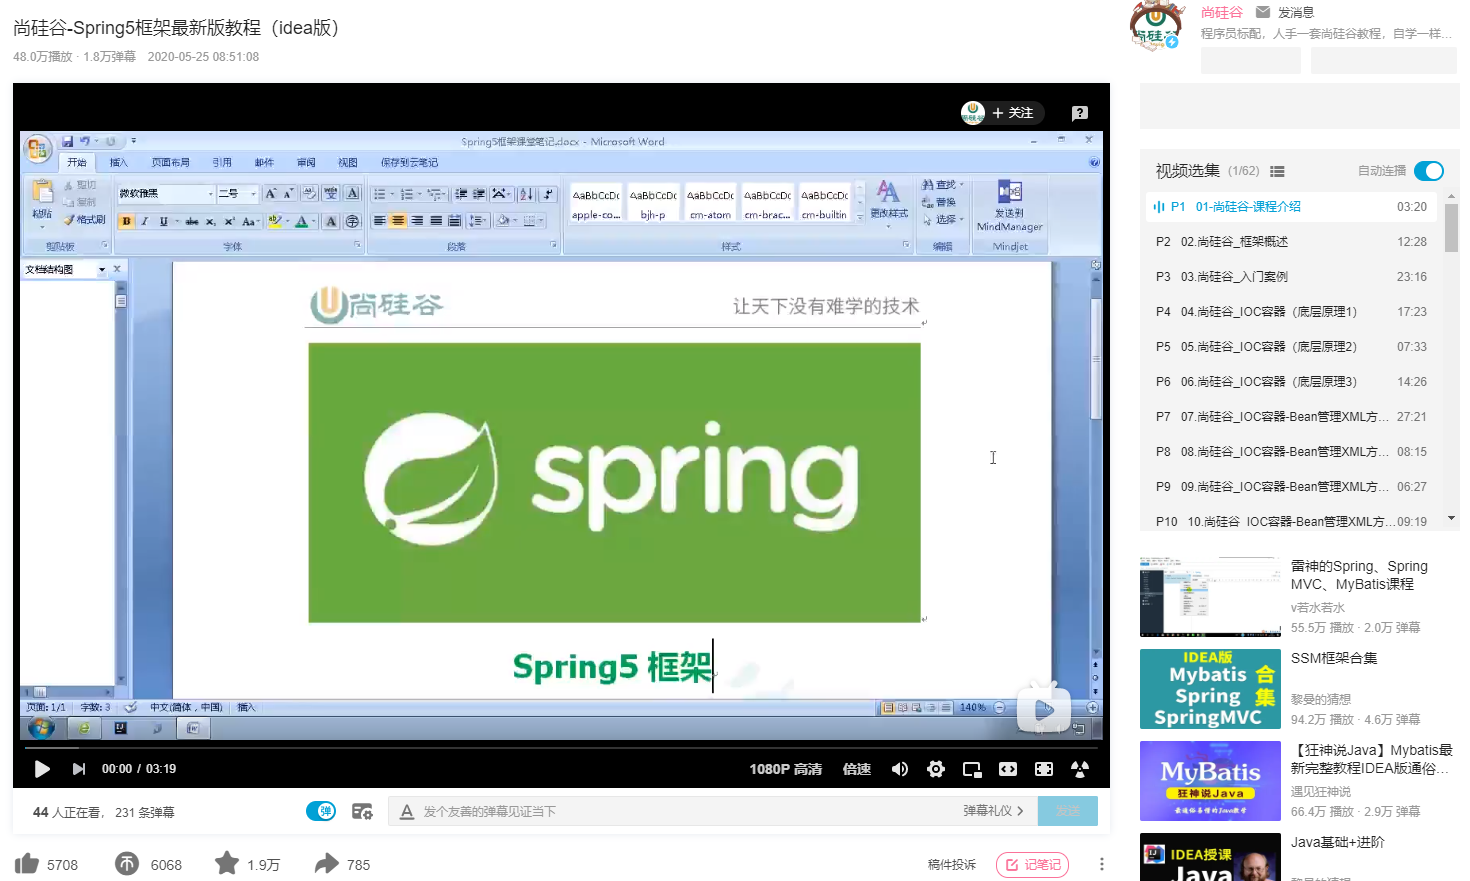 尚硅谷-Spring5框架最新版教程（idea版）
48.0万播放 · 1.8万弹幕 2020-05-25 08:51:08
尚硅谷 发消息
程序员标配，人手一套尚硅谷教程，自学一样…
+ 关注
Spring5框架课堂笔记.docx - Microsoft Word
开始 插入 页面布局 引用 邮件 审阅 视图 保存到云笔记
粘贴 剪切 复制 格式刷
微软雅黑 二号
AaBbCcDc AaBbCcDc AaBbCcDc AaBbCcDc AaBbCcDc
apple-co... bjh-p cm-atom cm-brac... cm-builtin
更改样式
查找 替换 选择
发送到 MindManager
剪贴板 字体 段落 样式 编辑 Mindjet
文档结构图
尚硅谷 让天下没有难学的技术
spring
Spring5 框架
页面: 1/1 字数: 3 中文(简体，中国) 插入 140%
00:00 / 03:19 1080P 高清 倍速
44 人正在看， 231 条弹幕 弹 发个友善的弹幕见证当下 弹幕礼仪 发送
5708 6068 1.9万 785 稿件投诉 记笔记
视频选集 (1/62) 自动连播
P1 01-尚硅谷-课程介绍 03:20
P2 02.尚硅谷_框架概述 12:28
P3 03.尚硅谷_入门案例 23:16
P4 04.尚硅谷_IOC容器（底层原理1） 17:23
P5 05.尚硅谷_IOC容器（底层原理2） 07:33
P6 06.尚硅谷_IOC容器（底层原理3） 14:26
P7 07.尚硅谷_IOC容器-Bean管理XML方… 27:21
P8 08.尚硅谷_IOC容器-Bean管理XML方… 08:15
P9 09.尚硅谷_IOC容器-Bean管理XML方… 06:27
P10 10.尚硅谷_IOC容器-Bean管理XML方… 09:19
雷神的Spring、Spring
MVC、MyBatis课程
v若水若水
55.5万 播放 · 2.0万 弹幕
IDEA版
Mybatis
Spring
SpringMVC
合集
SSM框架合集
黎曼的猜想
94.2万 播放 · 4.6万 弹幕
MyBatis
狂神说Java
最通俗易懂的Java教学
【狂神说Java】Mybatis最
新完整教程IDEA版通俗…
遇见狂神说
66.4万 播放 · 2.9万 弹幕
IDEA授课
Java
Java基础+进阶